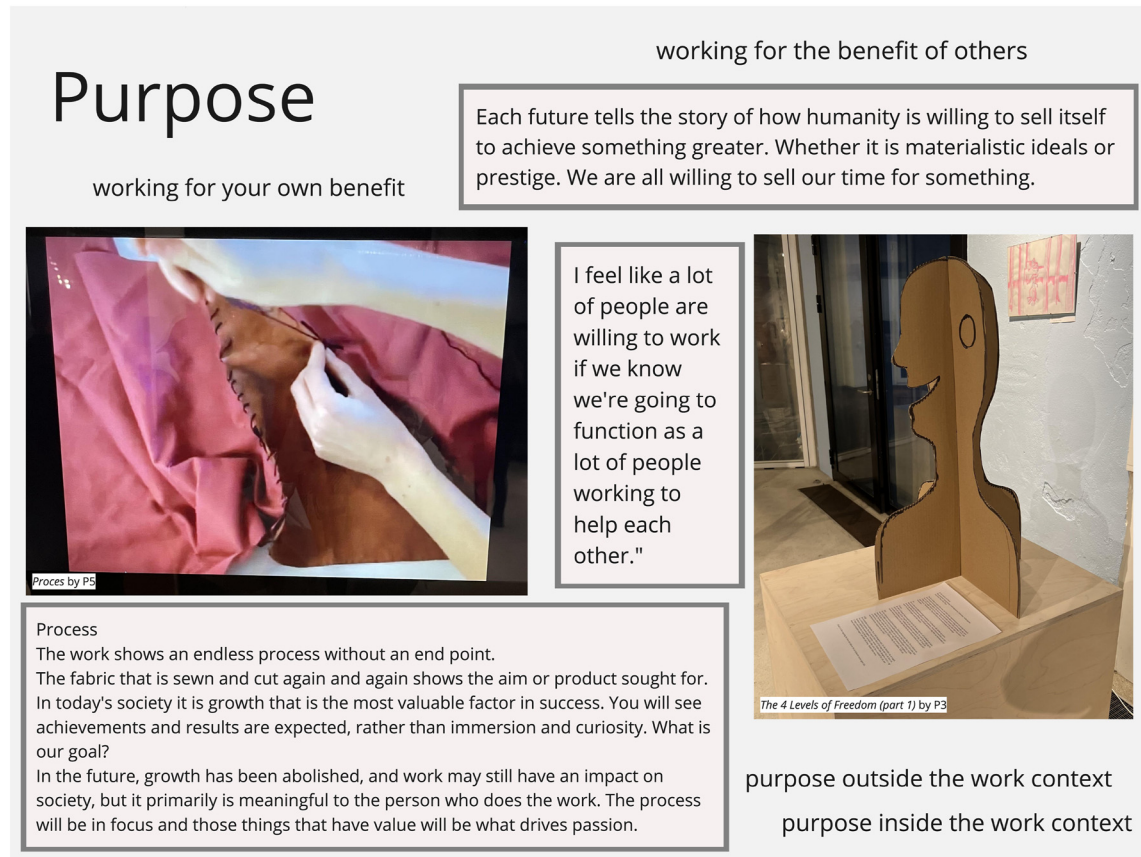 working for the benefit of others
Purpose
Each future tells the story of how humanity is willing to sell itself
to achieve something greater. Whether it is materialistic ideals or
prestige. We are all willing to sell our time for something.
working for your own benefit
I feel like a lot
of people are
willing to work
if we know
we're going to
function as a
lot of people
working to
help each
other."
Proces by P5
Process
The work shows an endless process without an end point.
The fabric that is sewn and cut again and again shows the aim or product sought for.
In today's society it is growth that is the most valuable factor in success. You will see
achievements and results are expected, rather than immersion and curiosity. What is
our goal?
In the future, growth has been abolished, and work may still have an impact on
society, but it primarily is meaningful to the person who does the work. The process
will be in focus and those things that have value will be what drives passion.
The 4 Levels of Freedom (part 1) by P3
purpose outside the work context
purpose inside the work context